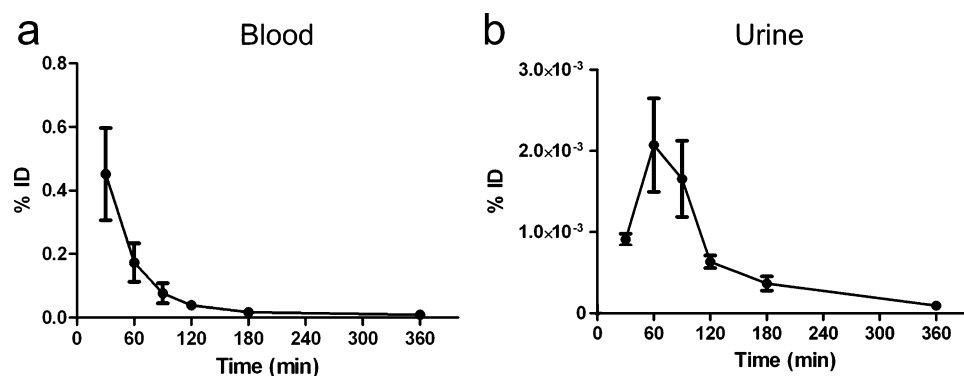 a
Blood
% ID
0.8
0.6
0.4
0.2
0.0
0 60 120 180 240 300 360
Time (min)
b
Urine
% ID
3.0×10⁻³
2.0×10⁻³
1.0×10⁻³
0
0 60 120 180 240 300 360
Time (min)